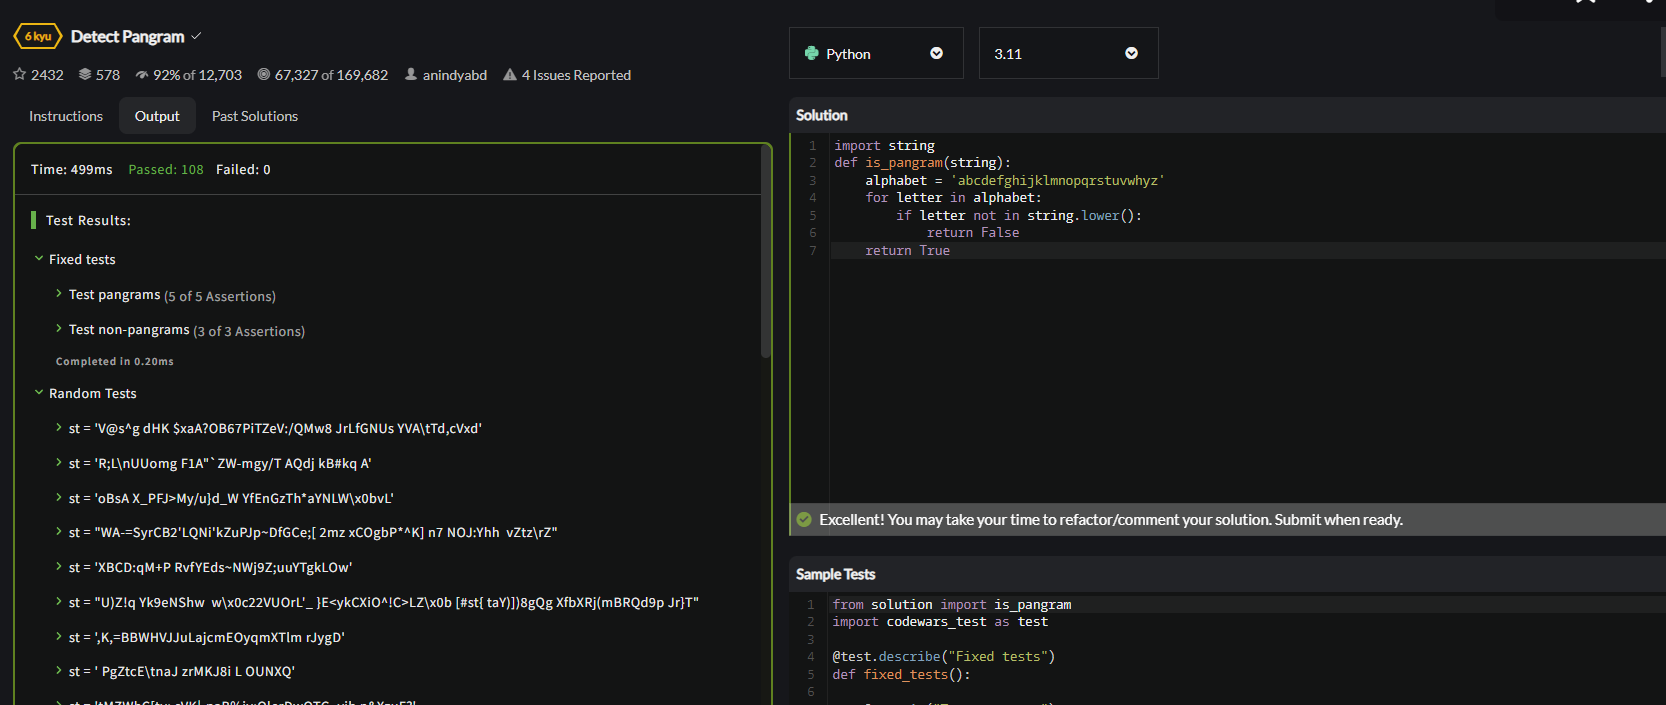 6 kyu Detect Pangram
2432 578 92% of 12,703 67,327 of 169,682 anindyabd 4 Issues Reported
Instructions Output Past Solutions
Time: 499ms Passed: 108 Failed: 0
Test Results:
Fixed tests
Test pangrams (5 of 5 Assertions)
Test non-pangrams (3 of 3 Assertions)
Completed in 0.20ms
Random Tests
st = 'V@s^g dHK $xaA?OB67PiTZeV:/QMw8 JrLfGNUs YVA\tTd,cVxd'
st = 'R;L\nUUomg F1A"`ZW-mgy/T AQdj kB#kq A'
st = 'oBsA X_PFJ>My/u}d_W YfEnGzTh*aYNLW\x0bvL'
st = "WA-=SyrCB2'LQNi'kZuPJp~DfGCe;[ 2mz xCOgbP*^K] n7 NOJ:Yhh  vZtz\rZ"
st = 'XBCD:qM+P RvfYEds~NWj9Z;uuYTgkLOw'
st = "U)Z!q Yk9eNShw  w\x0c22VUOrL'_ }E<ykCXiO^!C>LZ\x0b [#st{ taY)])8gQg XfbXRj(mBRQd9p Jr}T"
st = ',K,=BBWHVJJuLajcmEOyqmXTlm rJygD'
st = ' PgZtcE\tnaJ zrMKJ8i L OUNXQ'
Python 3.11
Solution
1 import string
2 def is_pangram(string):
3 alphabet = 'abcdefghijklmnopqrstuvwhyz'
4 for letter in alphabet:
5 if letter not in string.lower():
6 return False
7 return True
Excellent! You may take your time to refactor/comment your solution. Submit when ready.
Sample Tests
1 from solution import is_pangram
2 import codewars_test as test
3
4 @test.describe("Fixed tests")
5 def fixed_tests():
6